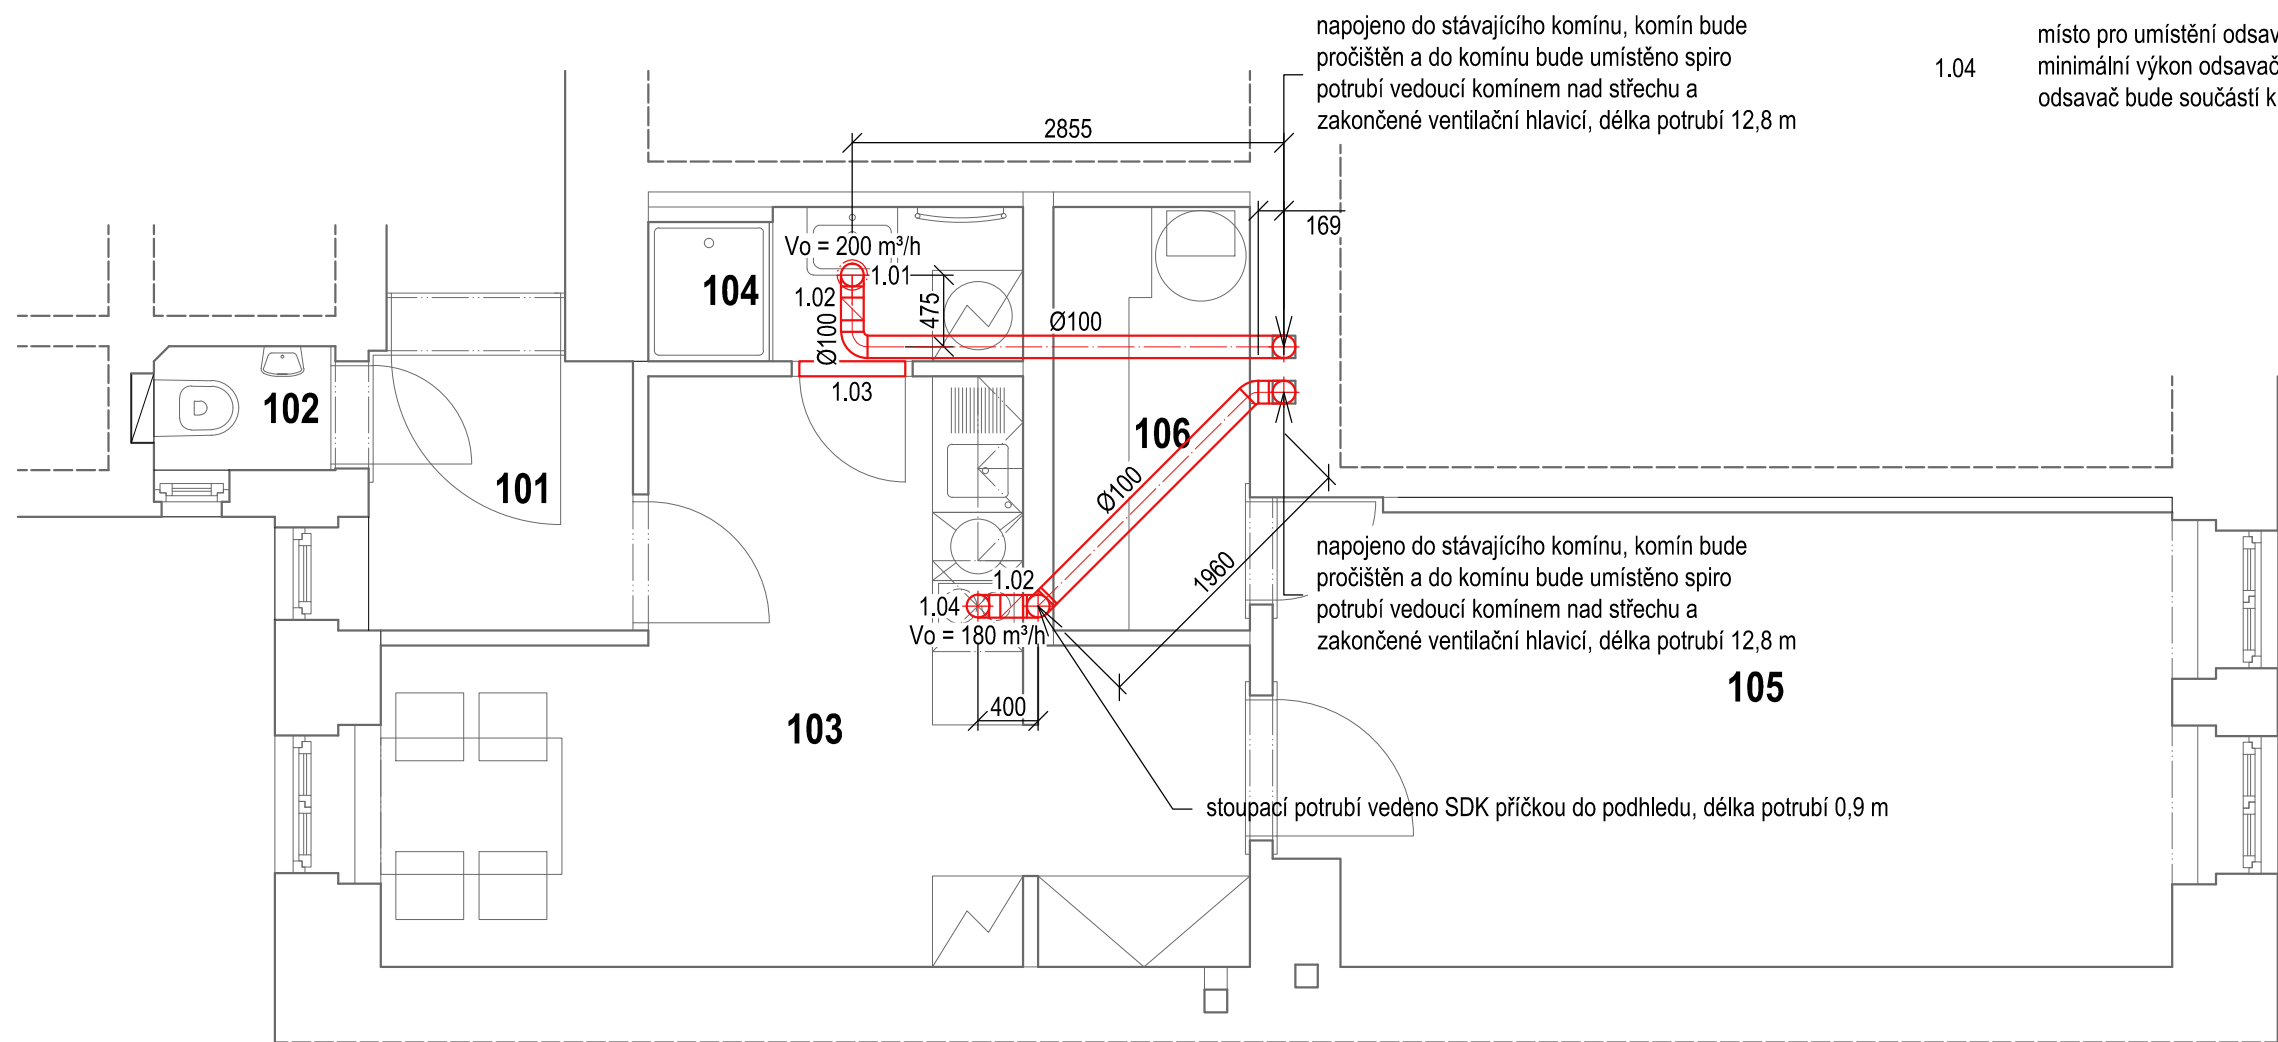 napojeno do stávajícího komínu, komín bude
pročištěn a do komínu bude umístěno spiro
potrubí vedoucí komínem nad střechu a
zakončené ventilační hlavicí, délka potrubí 12,8 m
místo pro umístění odsav
1.04
minimální výkon odsavač
odsavač bude součástí k
2855
169
Vo = 200 m³/h
1.01
104
1.02
475
Ø100
Ø100
1.03
102
106
101
Ø100
napojeno do stávajícího komínu, komín bude
pročištěn a do komínu bude umístěno spiro
potrubí vedoucí komínem nad střechu a
zakončené ventilační hlavicí, délka potrubí 12,8 m
1960
1.02
1.04
Vo = 180 m³/h
105
400
103
stoupací potrubí vedeno SDK příčkou do podhledu, délka potrubí 0,9 m